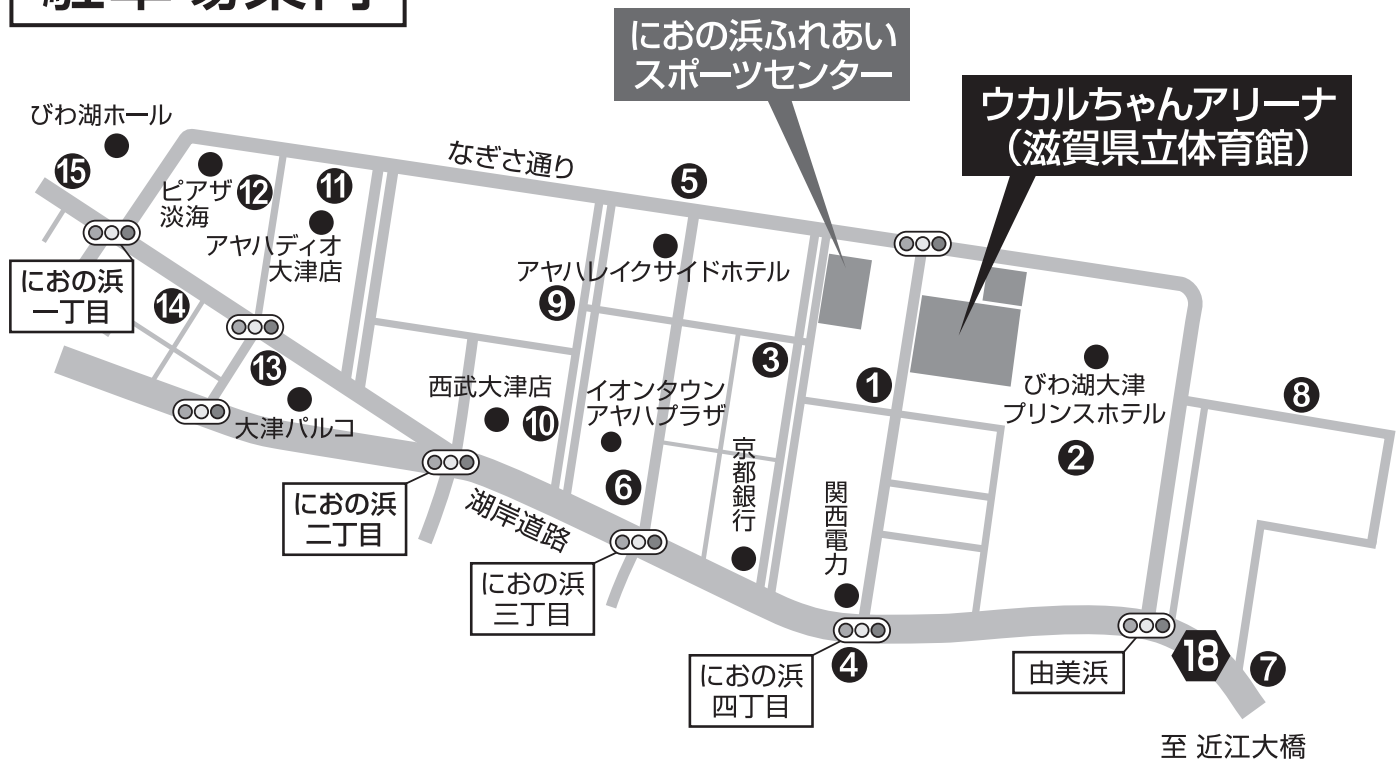 駐車場案内
におの浜ふれあい
スポーツセンター
ウカルちゃんアリーナ
（滋賀県立体育館）
びわ湖ホール
15
なぎさ通り
5
ピアザ
淡海
12
11
アヤハディオ
大津店
アヤハレイクサイドホテル
におの浜
一丁目
14
9
13
3
1
西武大津店
10
イオンタウン
アヤハプラザ
びわ湖大津
プリンスホテル
8
大津パルコ
2
京都銀行
6
関西電力
におの浜
二丁目
湖岸道路
におの浜
三丁目
におの浜
四丁目
4
由美浜
18
7
至 近江大橋